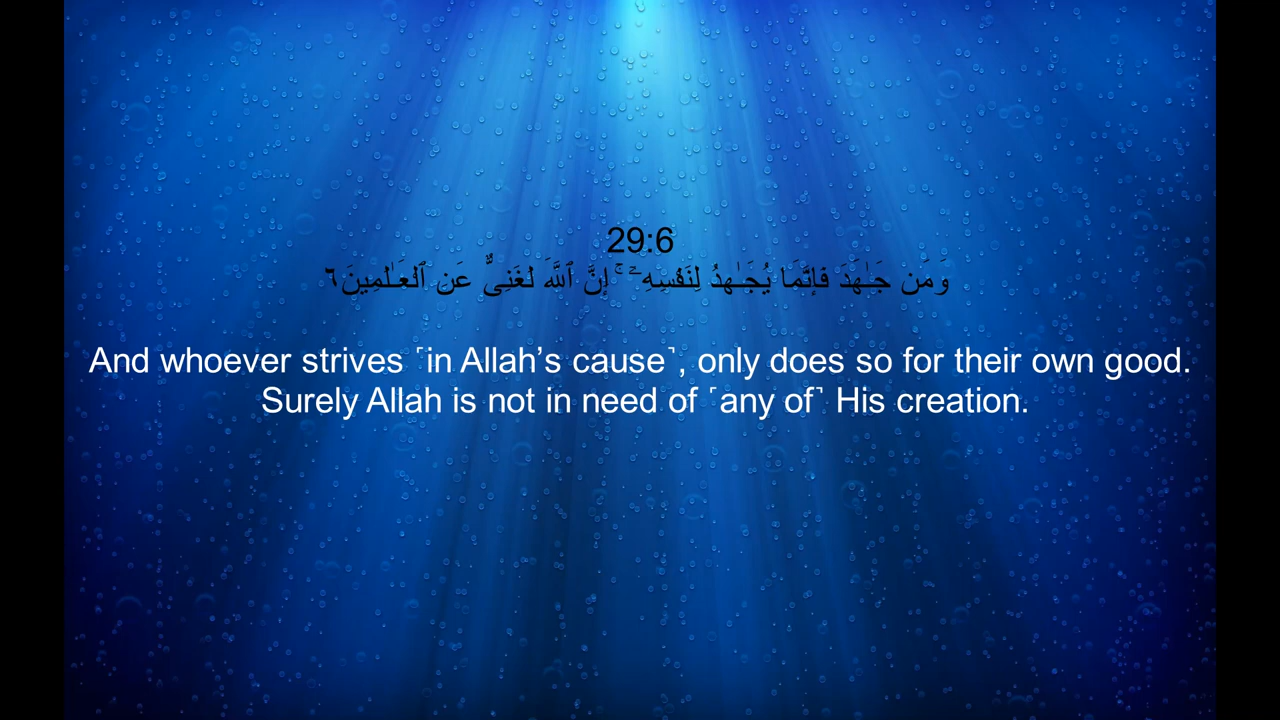 29:6
وَمَن جَـٰهَدَ فَإِنَّمَا يُجَـٰهِدُ لِنَفْسِهِۦٓ ۚ إِنَّ ٱللَّهَ لَغَنِىٌّ عَنِ ٱلْعَـٰلَمِينَ ٦
And whoever strives ˹in Allah’s cause˺, only does so for their own good.
Surely Allah is not in need of ˹any of˺ His creation.